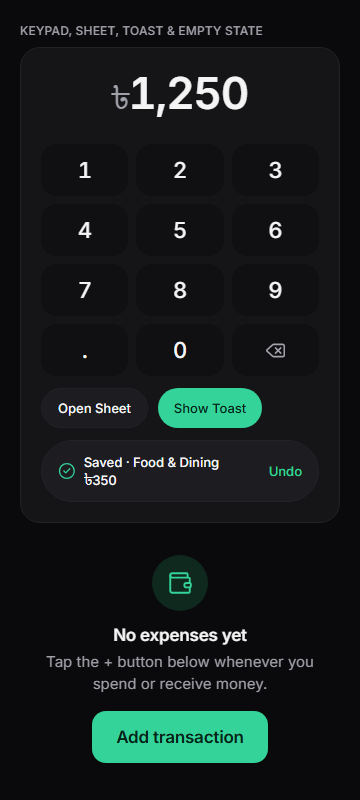 KEYPAD, SHEET, TOAST & EMPTY STATE
৳1,250
1 2 3
4 5 6
7 8 9
. 0
Open Sheet Show Toast
Saved · Food & Dining
৳350
Undo
No expenses yet
Tap the + button below whenever you
spend or receive money.
Add transaction